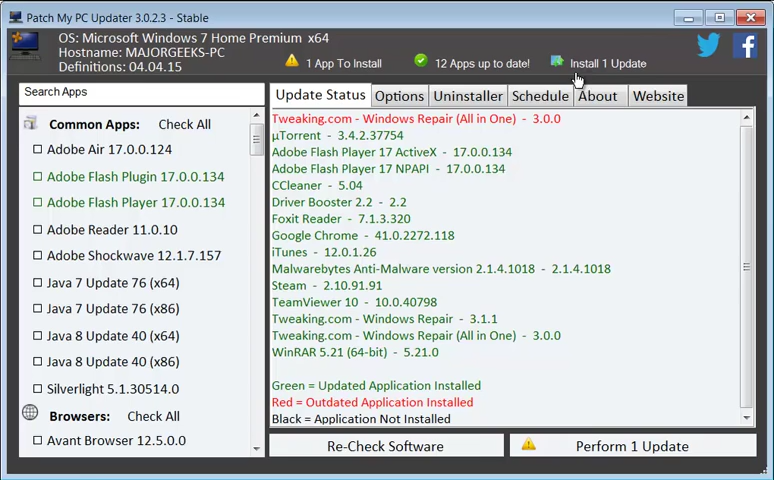 Patch My PC Updater 3.0.2.3 - Stable
OS: Microsoft Windows 7 Home Premium x64
Hostname: MAJORGEEKS-PC
Definitions: 04.04.15
1 App To Install
12 Apps up to date!
Install 1 Update
Search Apps
Common Apps: Check All
Adobe Air 17.0.0.124
Adobe Flash Plugin 17.0.0.134
Adobe Flash Player 17.0.0.134
Adobe Reader 11.0.10
Adobe Shockwave 12.1.7.157
Java 7 Update 76 (x64)
Java 7 Update 76 (x86)
Java 8 Update 40 (x64)
Java 8 Update 40 (x86)
Silverlight 5.1.30514.0
Browsers: Check All
Avant Browser 12.5.0.0
Update Status
Options
Uninstaller
Schedule
About
Website
Tweaking.com - Windows Repair (All in One) - 3.0.0
µTorrent - 3.4.2.37754
Adobe Flash Player 17 ActiveX - 17.0.0.134
Adobe Flash Player 17 NPAPI - 17.0.0.134
CCleaner - 5.04
Driver Booster 2.2 - 2.2
Foxit Reader - 7.1.3.320
Google Chrome - 41.0.2272.118
iTunes - 12.0.1.26
Malwarebytes Anti-Malware version 2.1.4.1018 - 2.1.4.1018
Steam - 2.10.91.91
TeamViewer 10 - 10.0.40798
Tweaking.com - Windows Repair - 3.1.1
Tweaking.com - Windows Repair (All in One) - 3.0.0
WinRAR 5.21 (64-bit) - 5.21.0
Green = Updated Application Installed
Red = Outdated Application Installed
Black = Application Not Installed
Re-Check Software
Perform 1 Update